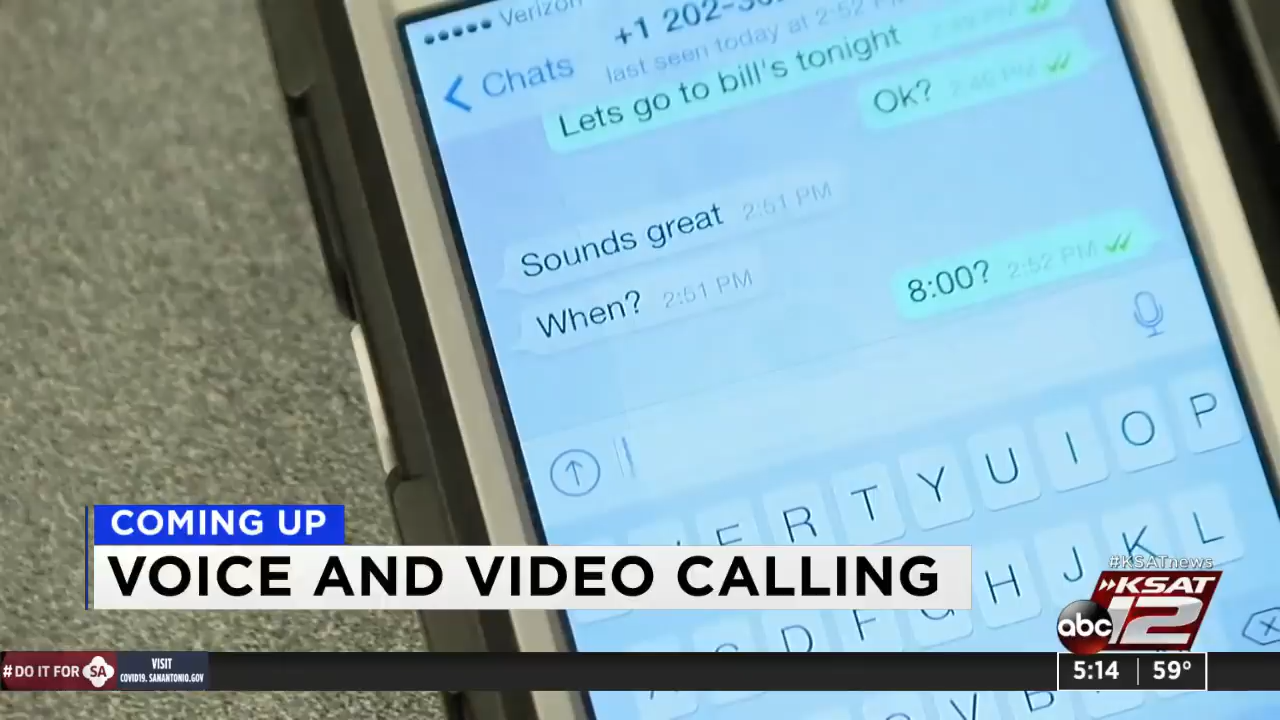 Verizon
Chats
+1 202-
last seen today at 2:52
Lets go to bill's tonight
Ok? 2:46 PM
Sounds great 2:51 PM
When? 2:51 PM
8:00? 2:52 PM
E R T Y U I O P
D F G H J K L
V B
COMING UP
VOICE AND VIDEO CALLING
#KSATnews
KSAT
abc 12
#DO IT FOR SA
VISIT
COVID19.SANANTONIO.GOV
5:14 59°